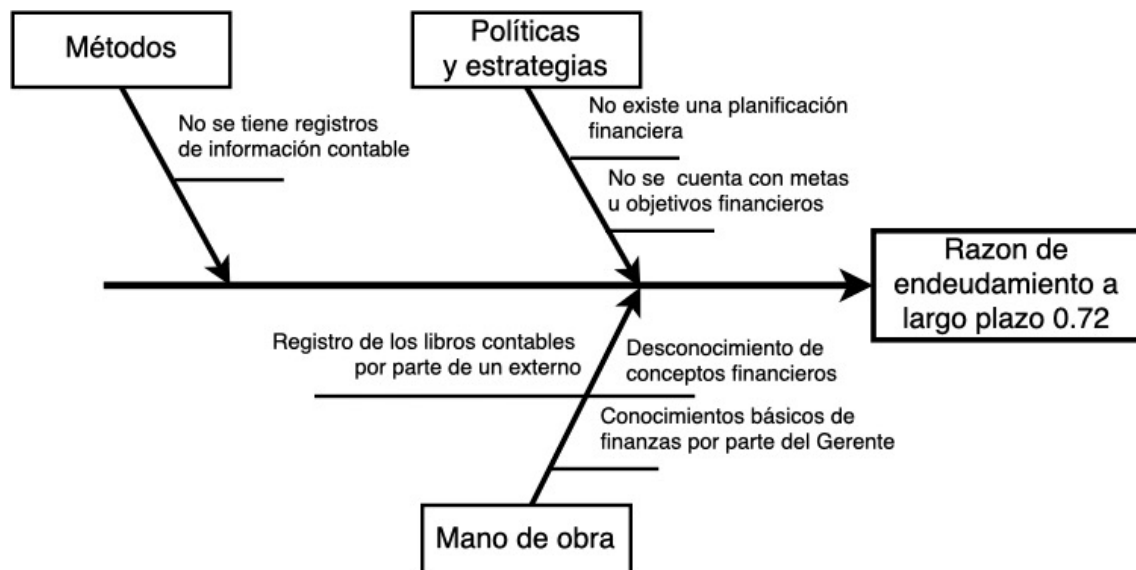 Métodos
Políticas
y estrategias
No se tiene registros
de información contable
No existe una planificación
financiera
No se cuenta con metas
u objetivos financieros
Razon de
endeudamiento a
largo plazo 0.72
Registro de los libros contables
por parte de un externo
Desconocimiento de
conceptos financieros
Conocimientos básicos de
finanzas por parte del Gerente
Mano de obra